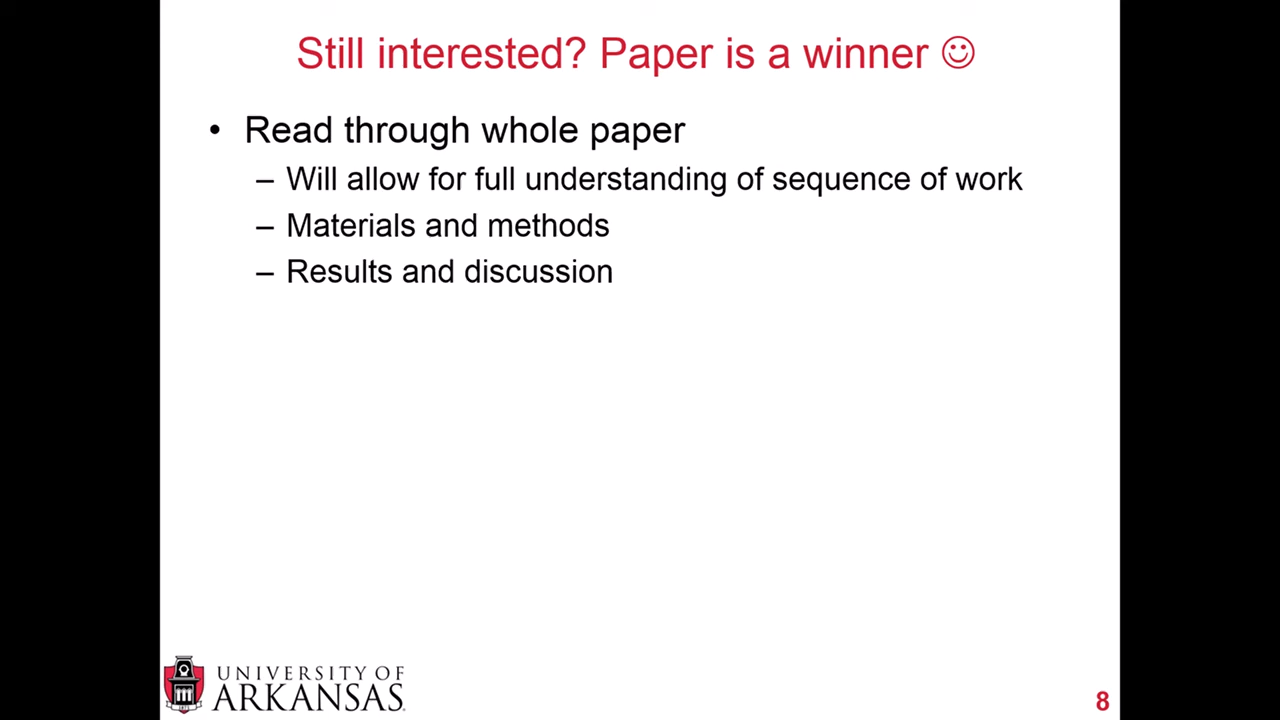 Still interested? Paper is a winner ☺
• Read through whole paper
– Will allow for full understanding of sequence of work
– Materials and methods
– Results and discussion
UNIVERSITY OF
ARKANSAS
8